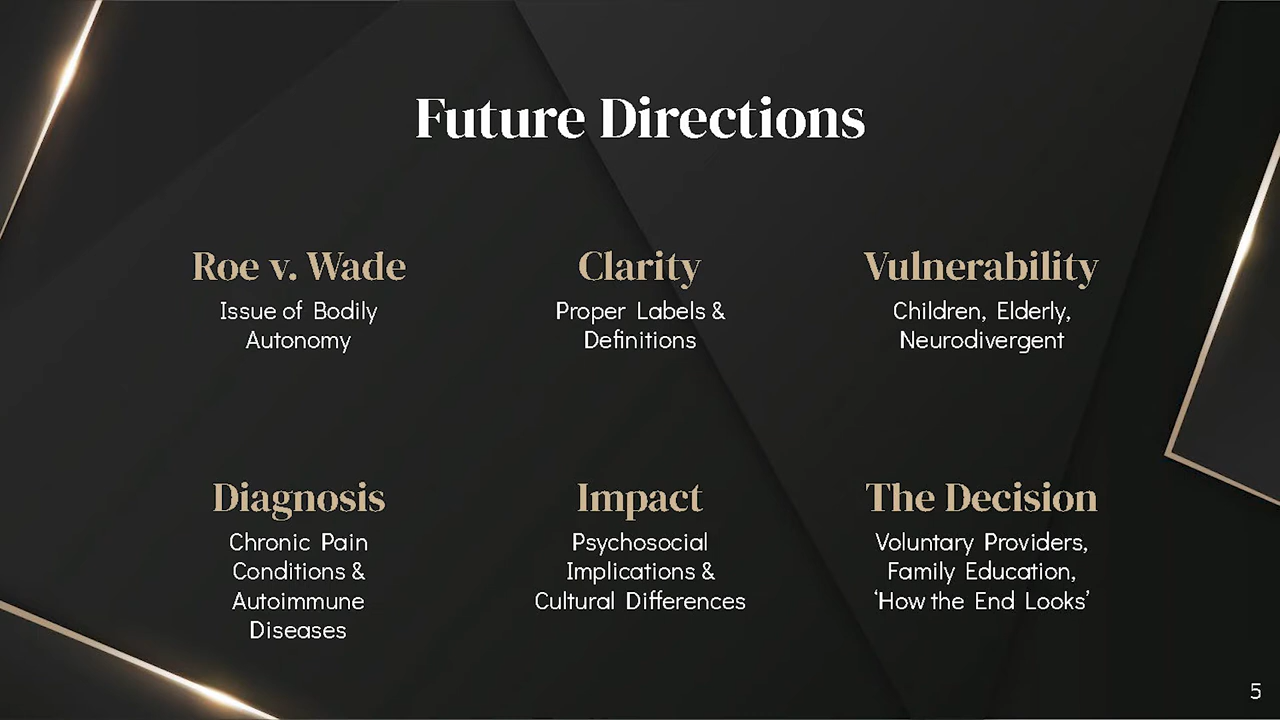 Future Directions
Roe v. Wade
Issue of Bodily
Autonomy
Clarity
Proper Labels &
Definitions
Vulnerability
Children, Elderly,
Neurodivergent
Diagnosis
Chronic Pain
Conditions &
Autoimmune
Diseases
Impact
Psychosocial
Implications &
Cultural Differences
The Decision
Voluntary Providers,
Family Education,
‘How the End Looks’
5